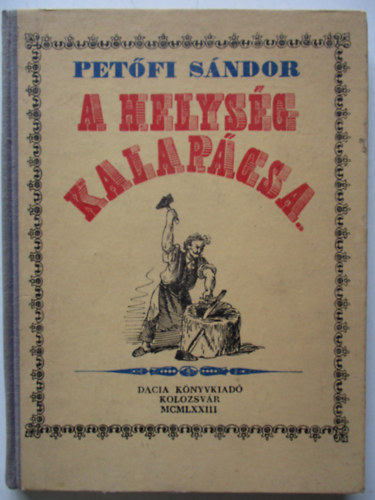 PETŐFI SÁNDOR
A HELYSÉG
KALAPÁCSA.
DACIA KÖNYVKIADÓ
KOLOZSVÁR
MCMLXXIII